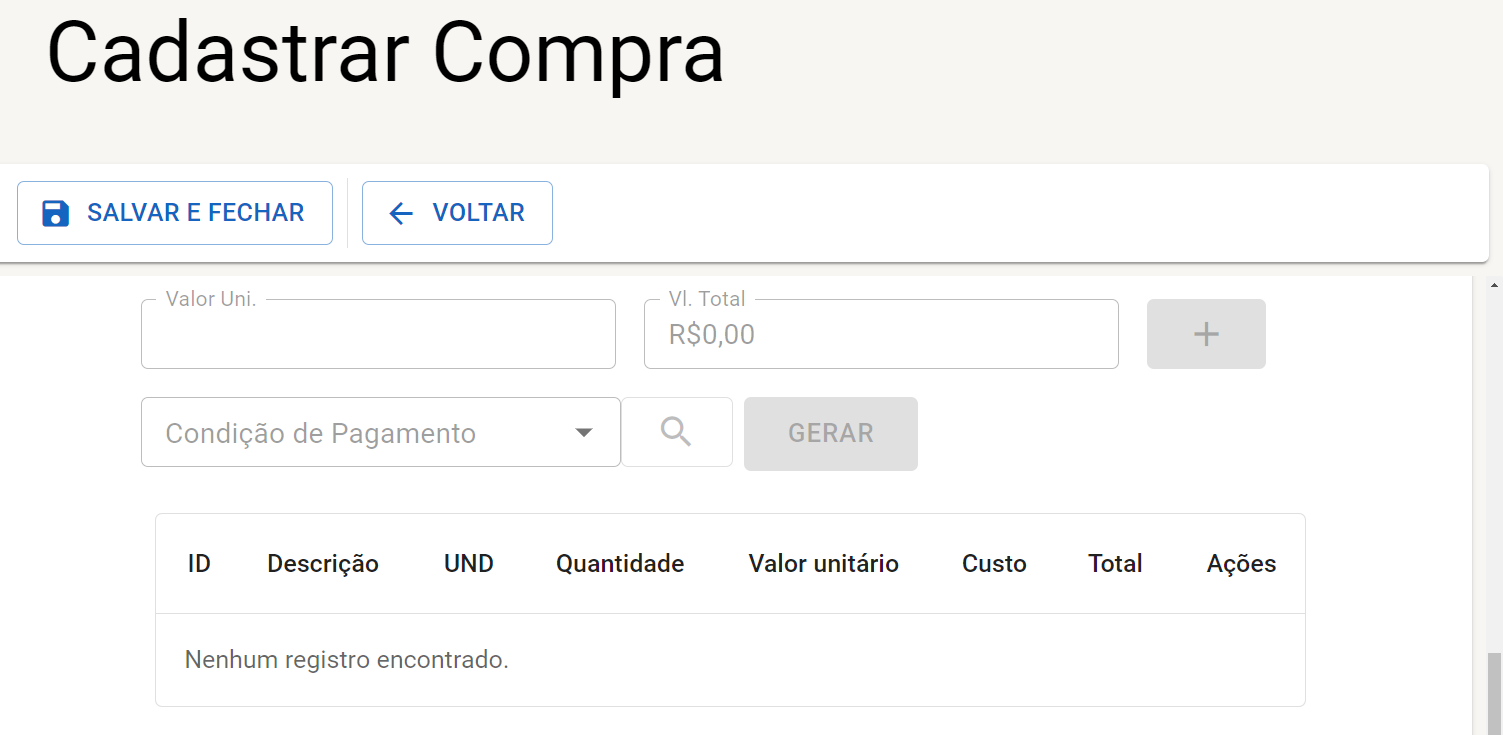 Cadastrar Compra
SALVAR E FECHAR VOLTAR
Valor Uni. Vl. Total
R$0,00
Condição de Pagamento GERAR
ID Descrição UND Quantidade Valor unitário Custo Total Ações
Nenhum registro encontrado.